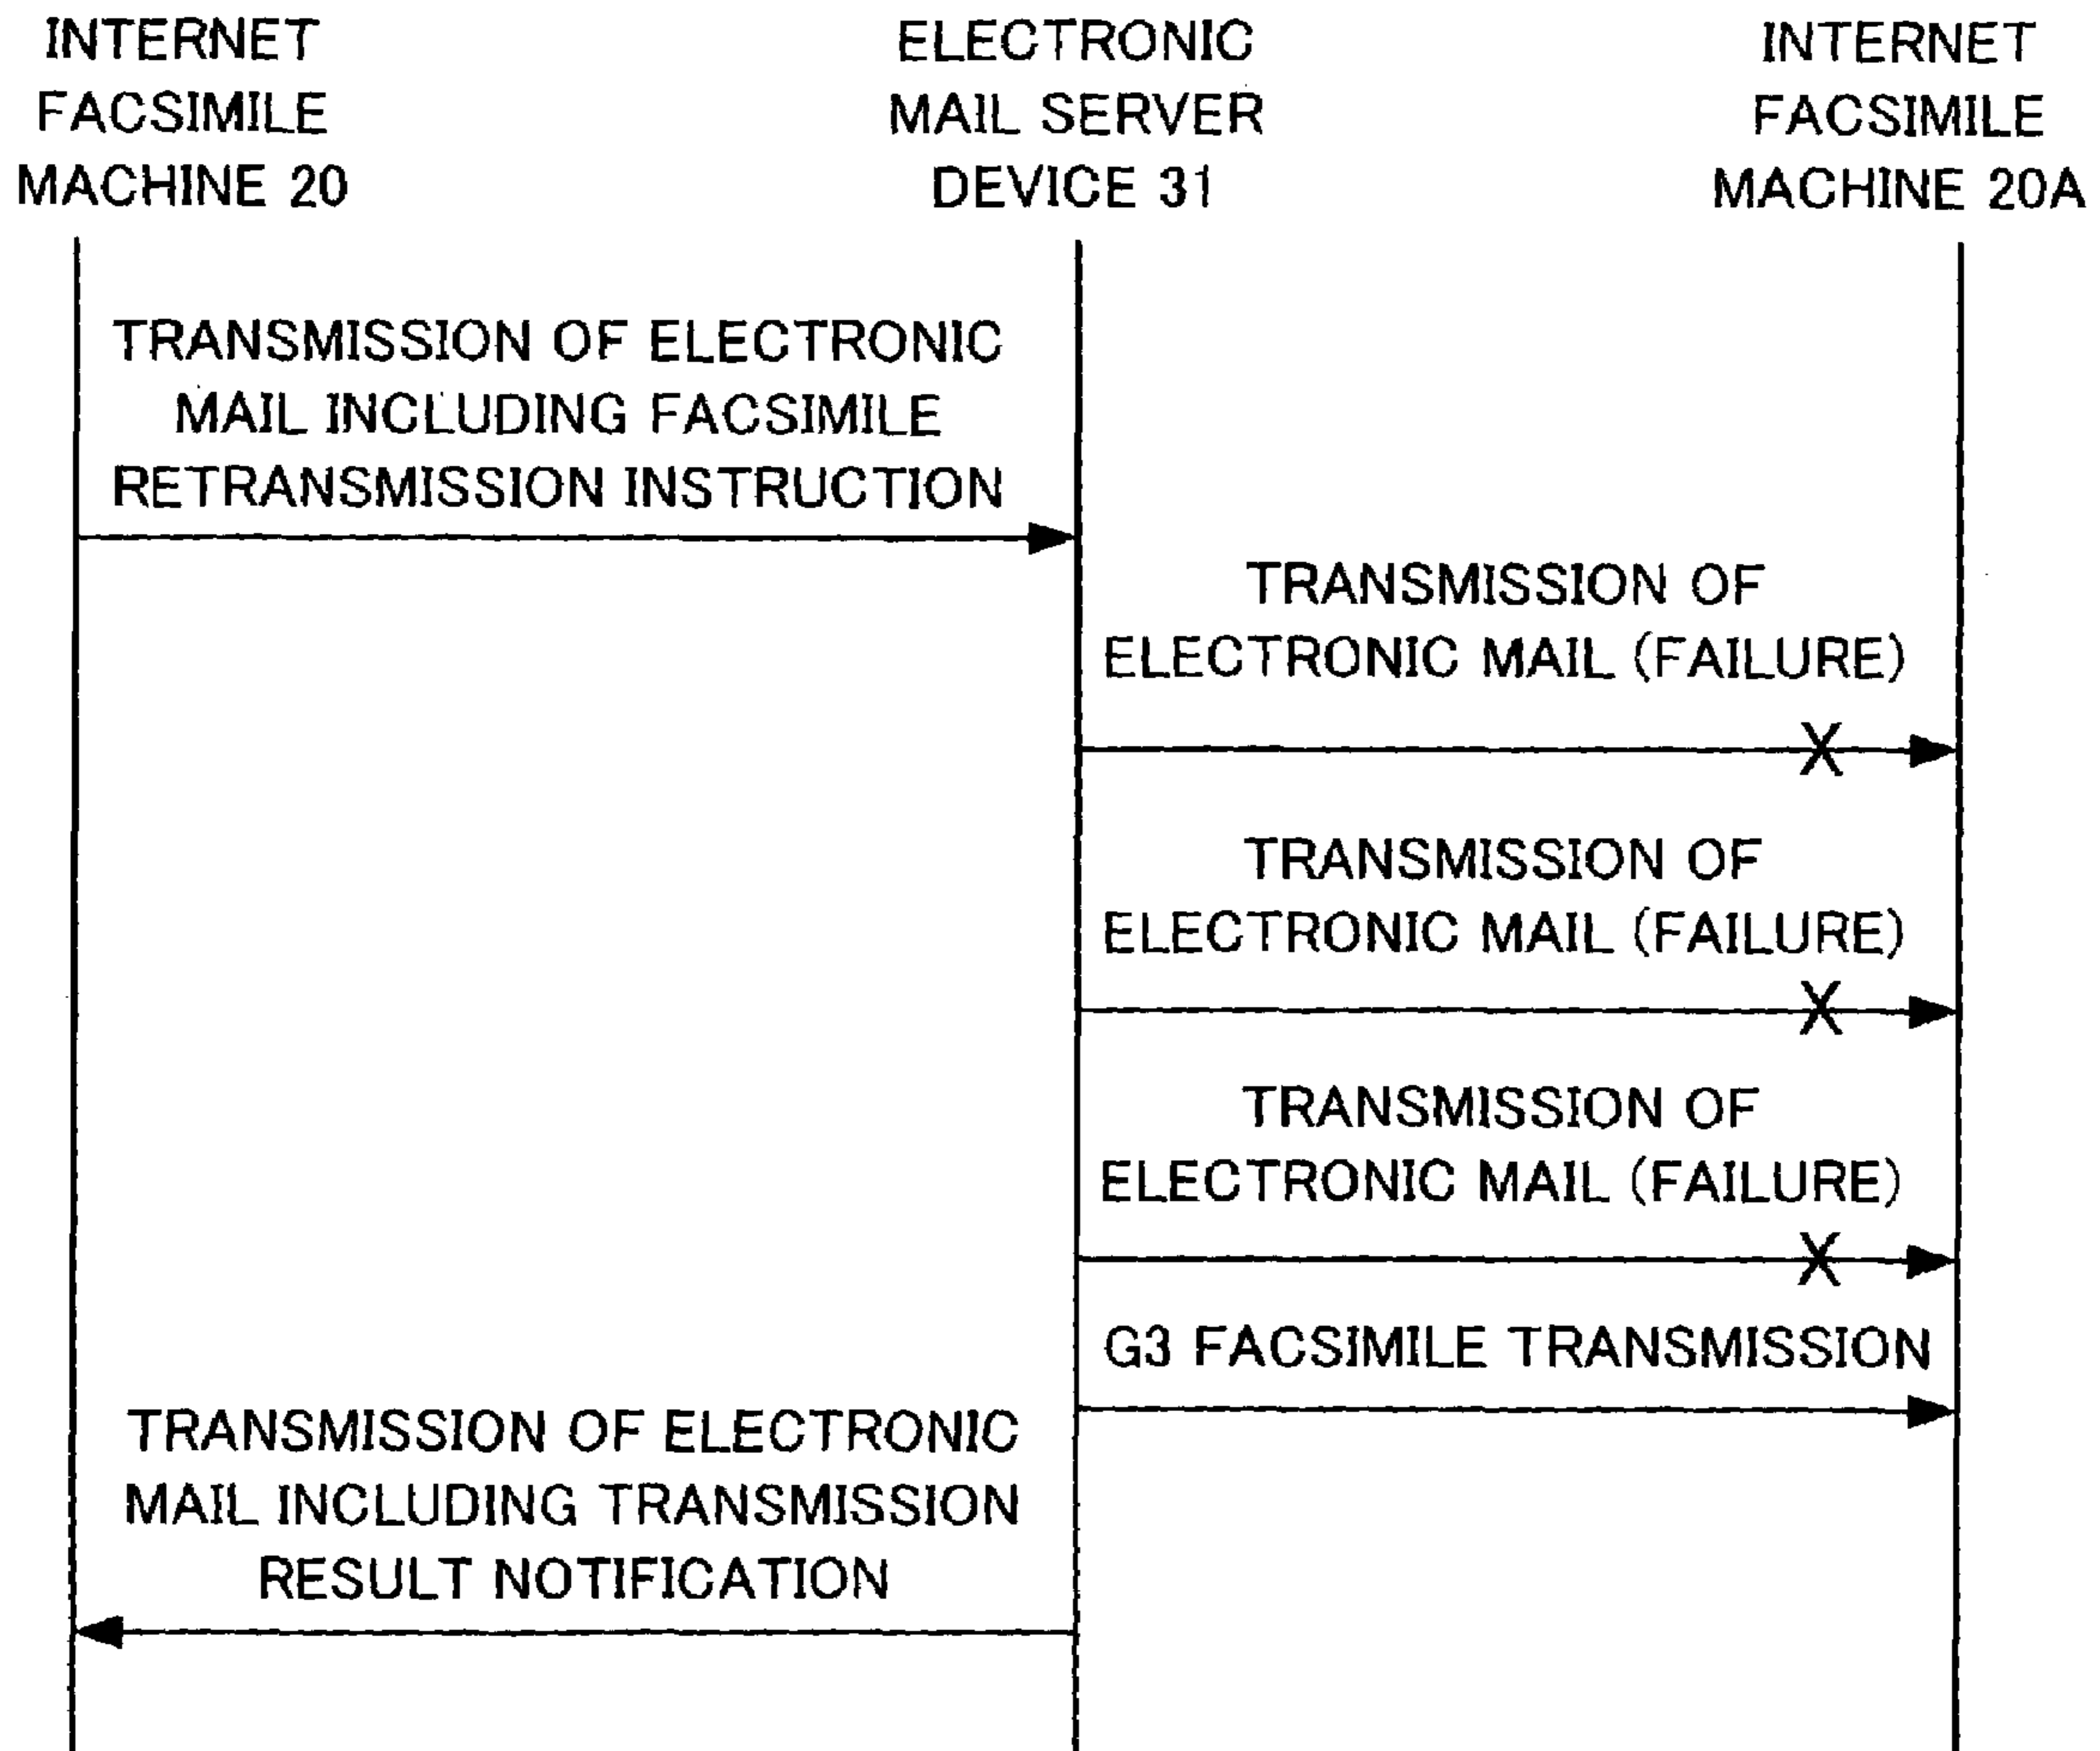 INTERNET
FACSIMILE
MACHINE 20
ELECTRONIC
MAIL SERVER
DEVICE 31
INTERNET
FACSIMILE
MACHINE 20A
TRANSMISSION OF ELECTRONIC
MAIL INCLUDING FACSIMILE
RETRANSMISSION INSTRUCTION
TRANSMISSION OF
ELECTRONIC MAIL (FAILURE)
X
TRANSMISSION OF
ELECTRONIC MAIL (FAILURE)
X
TRANSMISSION OF
ELECTRONIC MAIL (FAILURE)
X
G3 FACSIMILE TRANSMISSION
TRANSMISSION OF ELECTRONIC
MAIL INCLUDING TRANSMISSION
RESULT NOTIFICATION